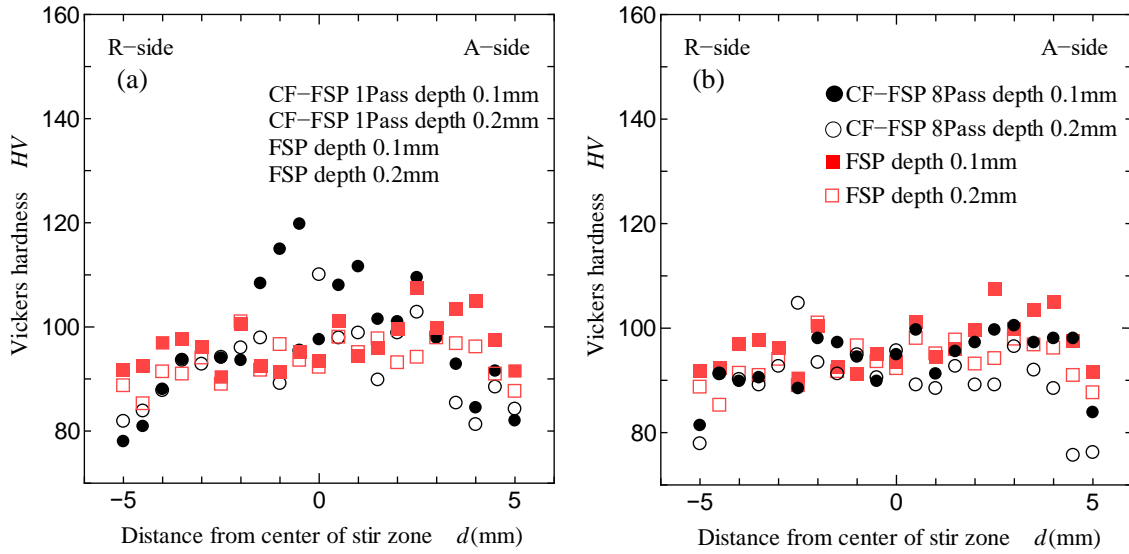 160
R−side A−side
(a)
CF−FSP 1Pass depth 0.1mm
CF−FSP 1Pass depth 0.2mm
FSP depth 0.1mm
FSP depth 0.2mm
140
120
100
80
Vickers hardness HV
−5 0 5
Distance from center of stir zone d(mm)
160
R−side A−side
(b)
CF−FSP 8Pass depth 0.1mm
CF−FSP 8Pass depth 0.2mm
FSP depth 0.1mm
FSP depth 0.2mm
140
120
100
80
Vickers hardness HV
−5 0 5
Distance from center of stir zone d(mm)